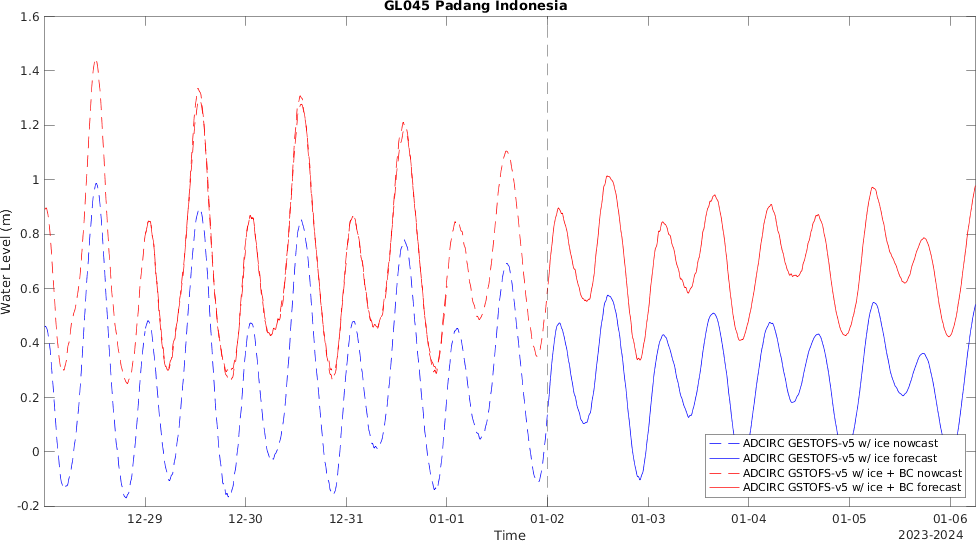 GL045 Padang Indonesia
1.6
1.4
1.2
1
0.8
0.6
0.4
0.2
0
-0.2
Water Level (m)
12-29
12-30
12-31
01-01
01-02
01-03
01-04
01-05
01-06
Time
2023-2024
ADCIRC GESTOFS-v5 w/ ice nowcast
ADCIRC GESTOFS-v5 w/ ice forecast
ADCIRC GSTOFS-v5 w/ ice + BC nowcast
ADCIRC GSTOFS-v5 w/ ice + BC forecast